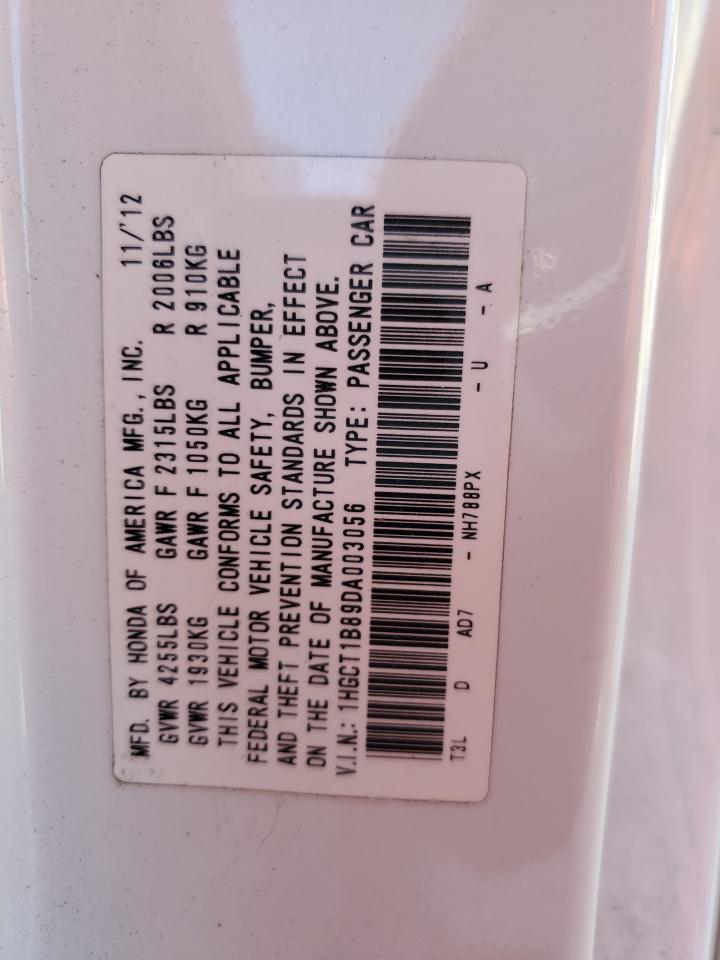 MFD. BY HONDA OF AMERICA MFG., INC. 11/'12
GVWR 4255LBS GAWR F 2315LBS R 2006LBS
GVWR 1930KG GAWR F 1050KG R 910KG
THIS VEHICLE CONFORMS TO ALL APPLICABLE
FEDERAL MOTOR VEHICLE SAFETY, BUMPER,
AND THEFT PREVENTION STANDARDS IN EFFECT
ON THE DATE OF MANUFACTURE SHOWN ABOVE.
V.I.N.: 1HGCT1B89DA003056 TYPE: PASSENGER CAR
T3L D AD7 - NH788PX - U - A